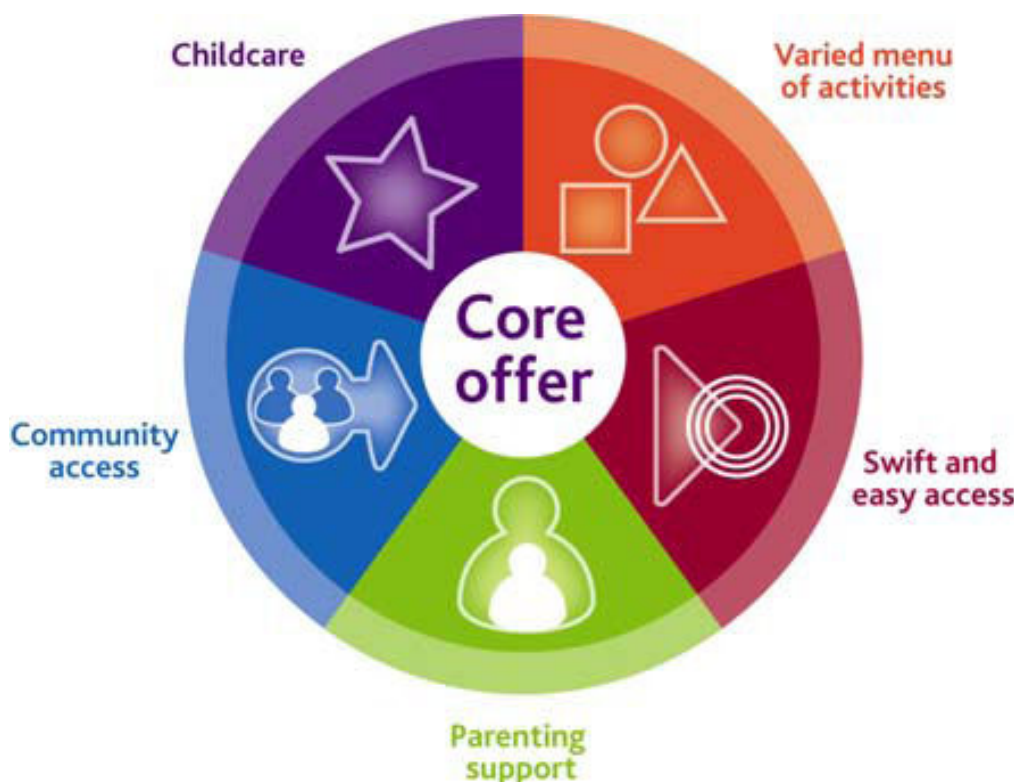 Childcare
Varied menu
of activities
Core
offer
Community
access
Swift and
easy access
Parenting
support